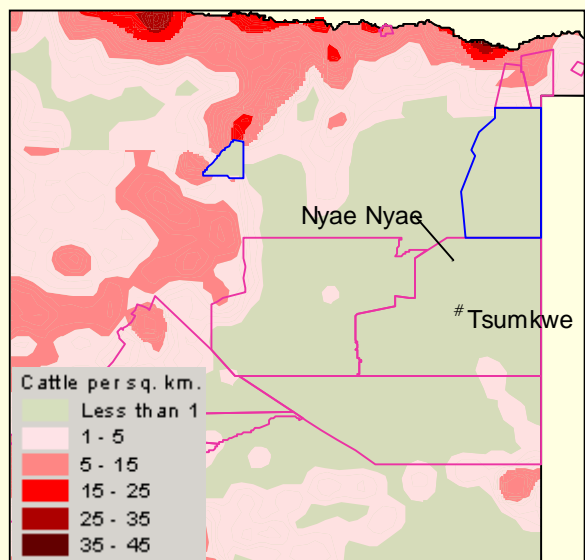 Nyae Nyae
# Tsumkwe
Cattle per sq. km.
Less than 1
1 - 5
5 - 15
15 - 25
25 - 35
35 - 45